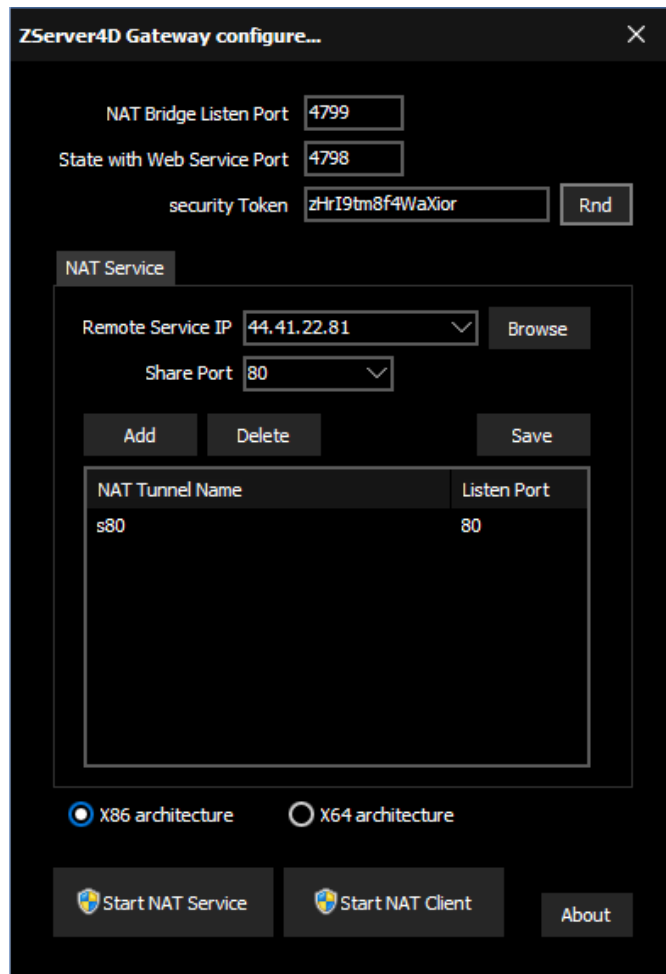 ZServer4D Gateway configure...
NAT Bridge Listen Port 4799
State with Web Service Port 4798
security Token zHrI9tm8f4WaXior Rnd
NAT Service
Remote Service IP 44.41.22.81 Browse
Share Port 80
Add Delete Save
NAT Tunnel Name Listen Port
s80 80
X86 architecture X64 architecture
Start NAT Service Start NAT Client About